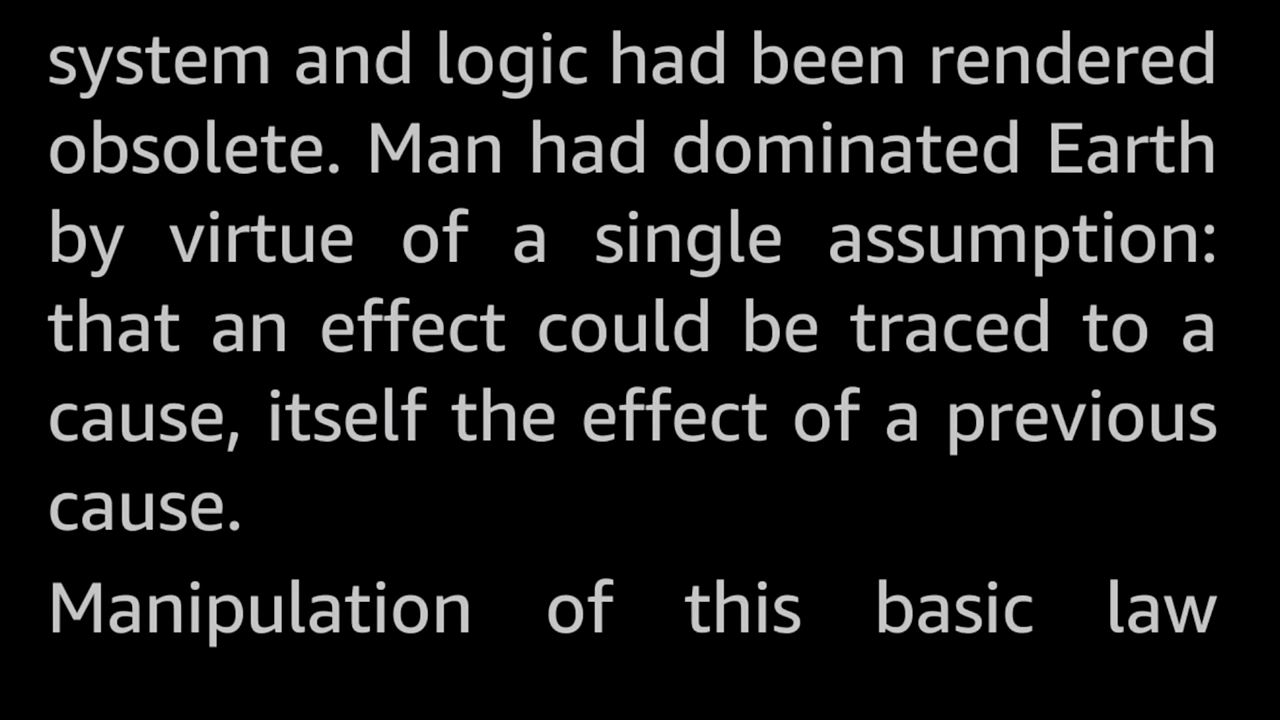 system and logic had been rendered
obsolete. Man had dominated Earth
by virtue of a single assumption:
that an effect could be traced to a
cause, itself the effect of a previous
cause.
Manipulation of this basic law